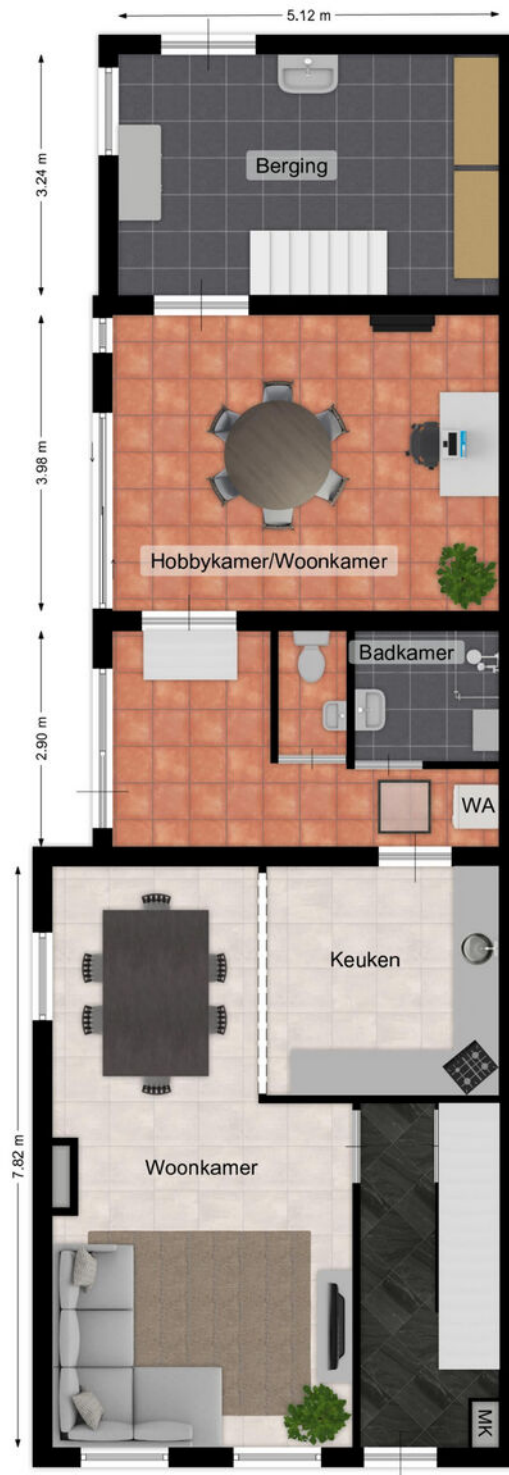 5.12 m
3.24 m
Berging
3.98 m
Hobbykamer/Woonkamer
2.90 m
Badkamer
WA
7.82 m
Keuken
Woonkamer
MK